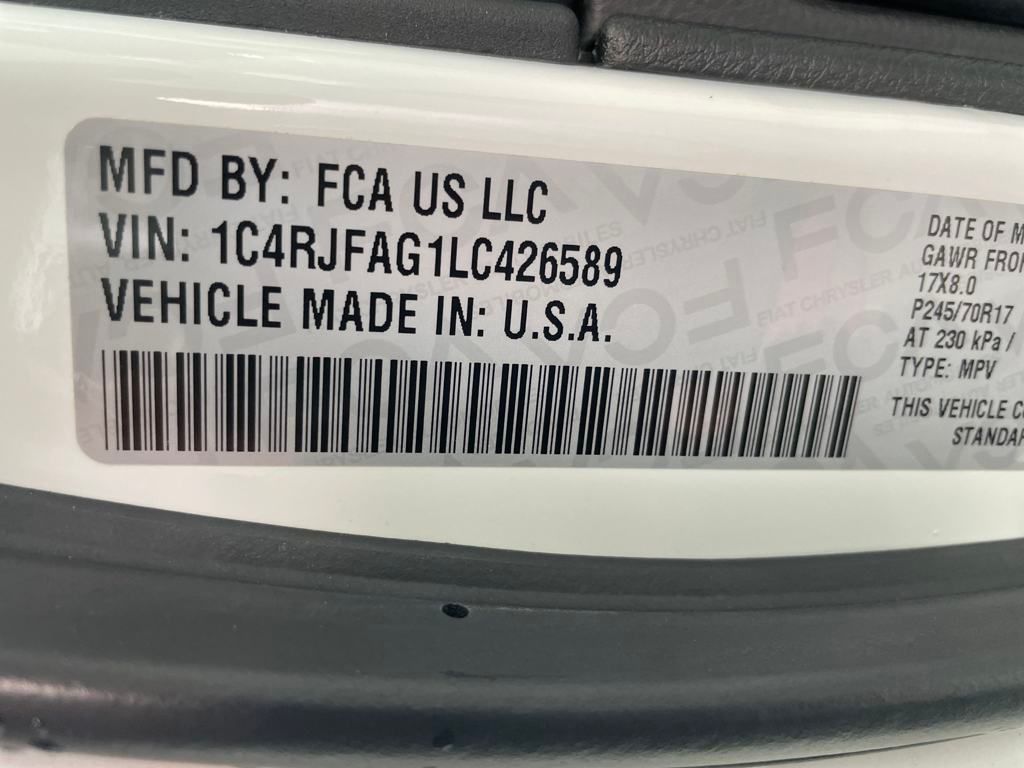 MFD BY: FCA US LLC
VIN: 1C4RJFAG1LC426589
VEHICLE MADE IN: U.S.A.
DATE OF M
GAWR FRON
17X8.0
P245/70R17
AT 230 kPa /
TYPE: MPV
THIS VEHICLE C
STANDAR